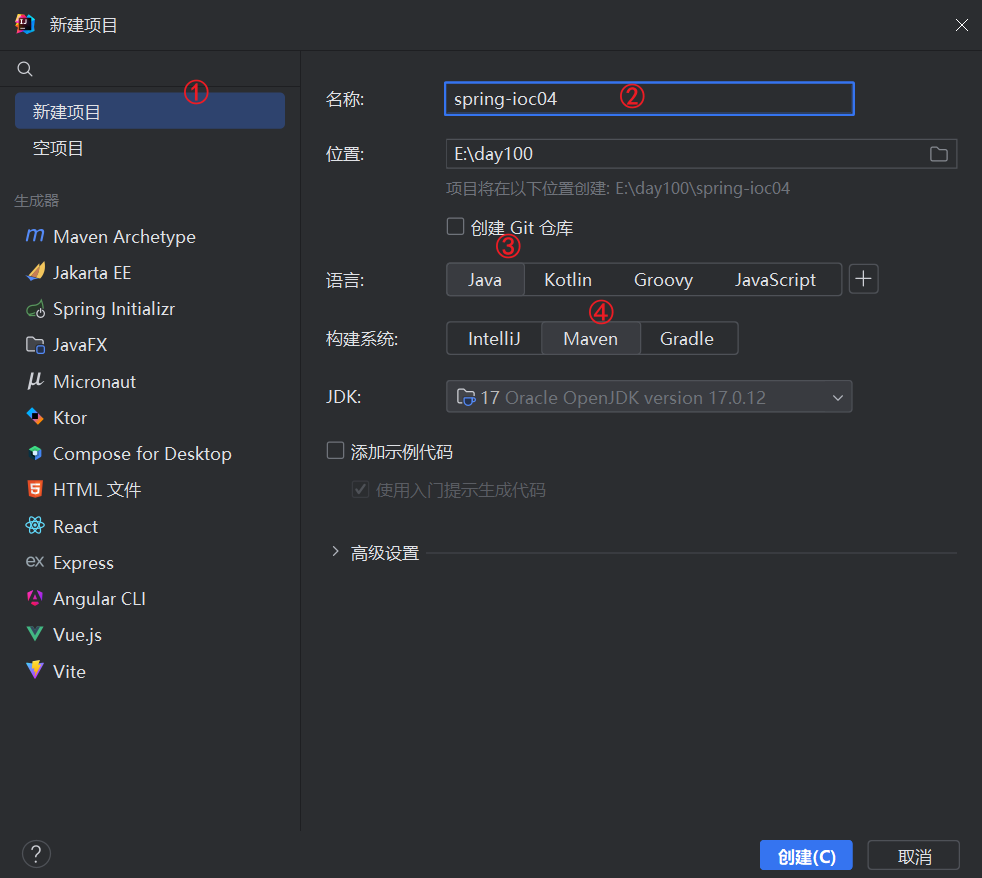 新建项目
①
新建项目
空项目
生成器
Maven Archetype
Jakarta EE
Spring Initializr
JavaFX
Micronaut
Ktor
Compose for Desktop
HTML 文件
React
Express
Angular CLI
Vue.js
Vite
名称: spring-ioc04 ②
位置: E:\day100
项目将在以下位置创建: E:\day100\spring-ioc04
创建 Git 仓库
③
语言: Java Kotlin Groovy JavaScript +
④
构建系统: IntelliJ Maven Gradle
JDK: 17 Oracle OpenJDK version 17.0.12
添加示例代码
使用入门提示生成代码
高级设置
? 创建(C) 取消